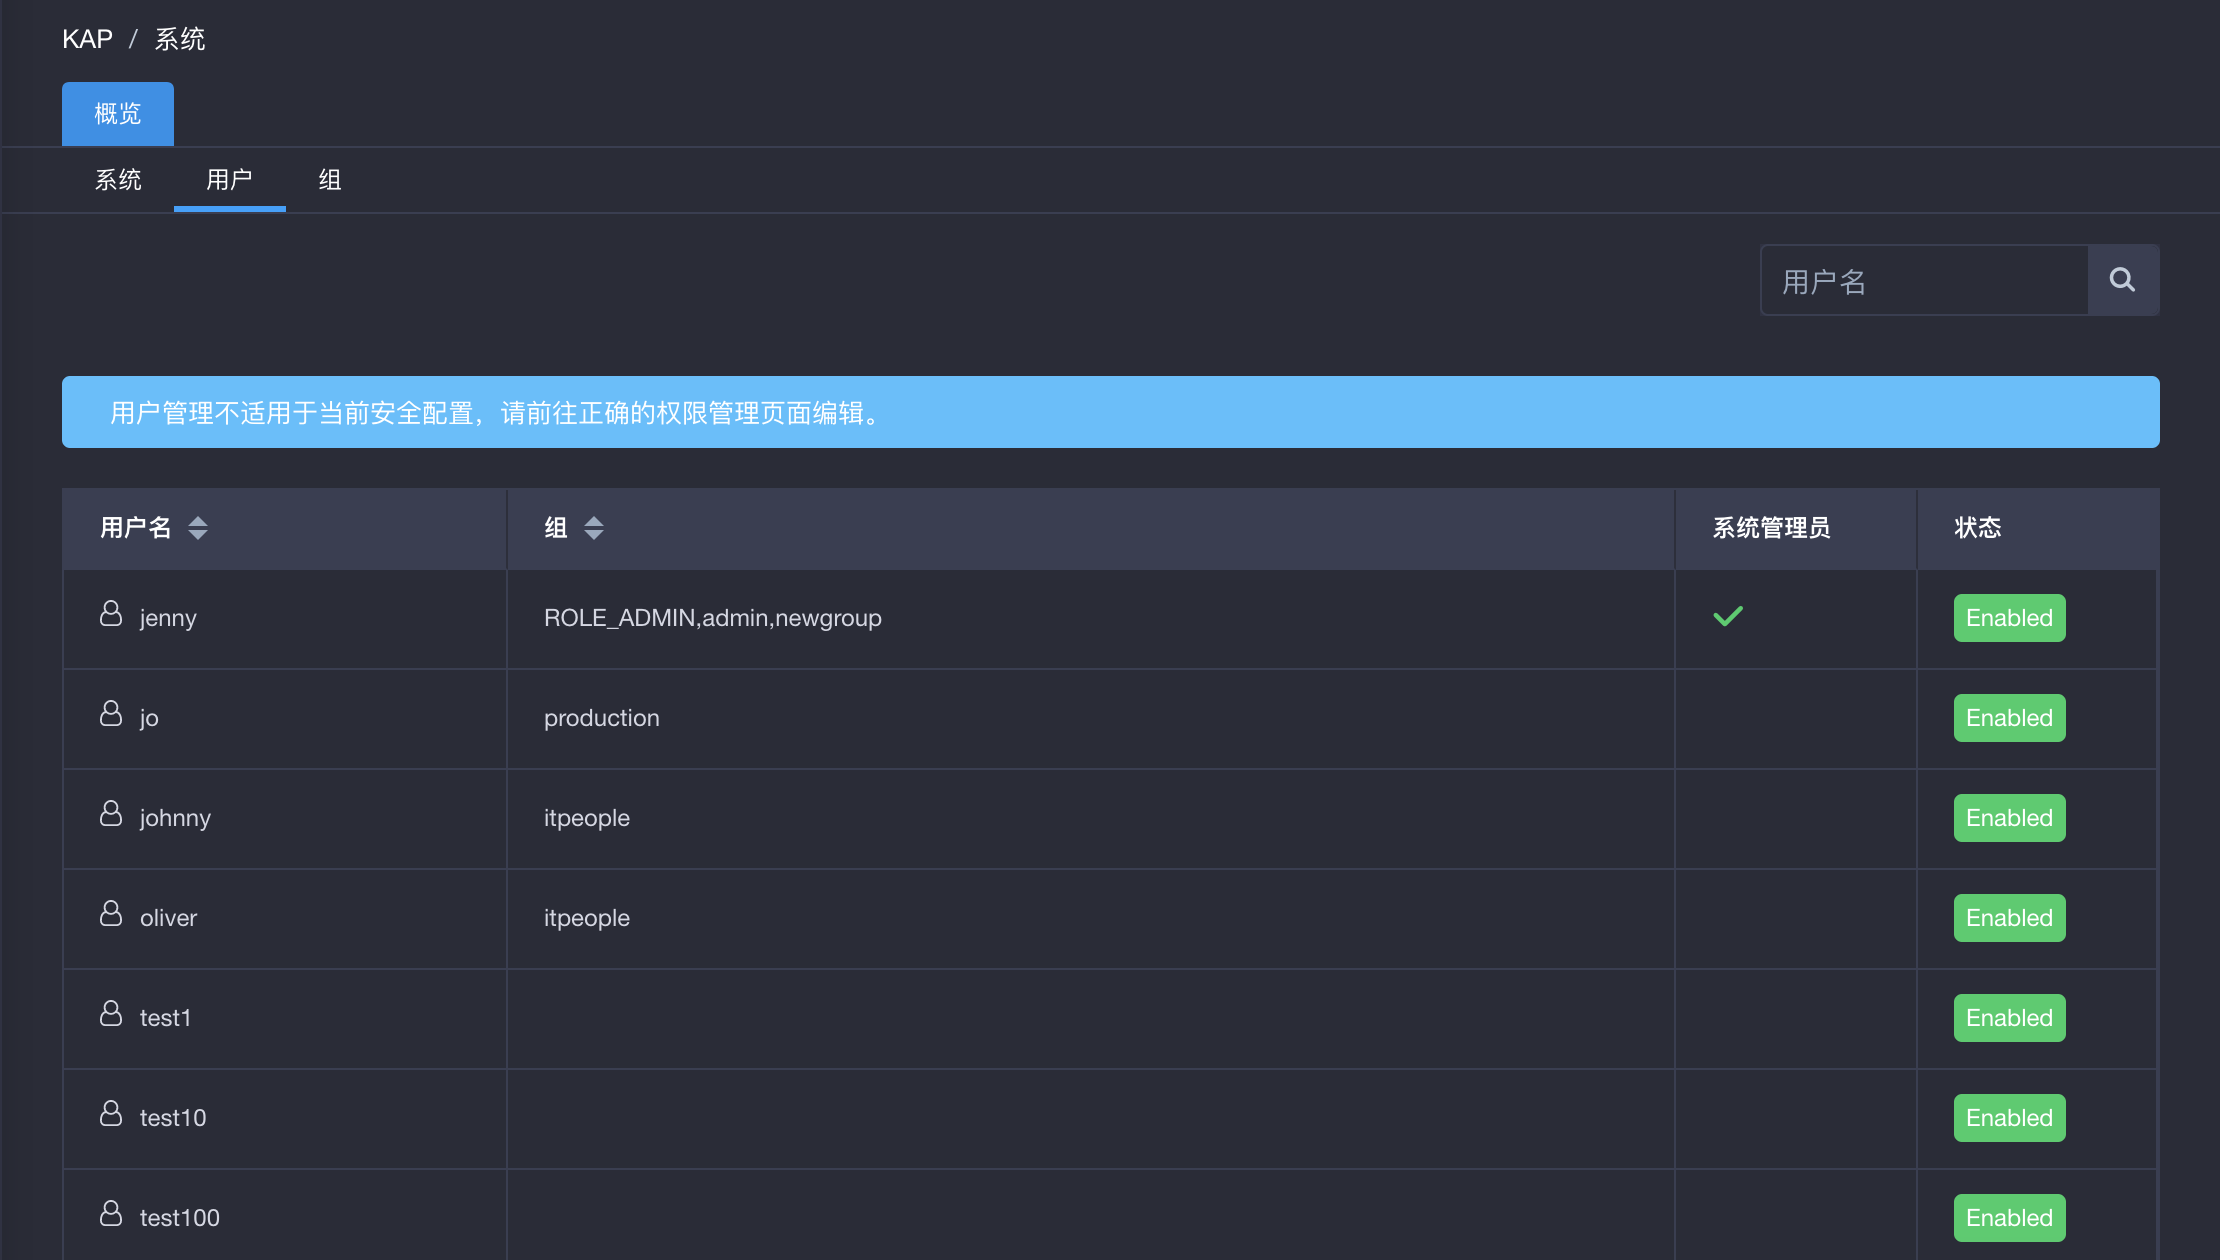 KAP / 系统
概览
系统 用户 组
用户名
用户管理不适用于当前安全配置，请前往正确的权限管理页面编辑。
用户名 组 系统管理员 状态
jenny ROLE_ADMIN,admin,newgroup Enabled
jo production Enabled
johnny itpeople Enabled
oliver itpeople Enabled
test1 Enabled
test10 Enabled
test100 Enabled